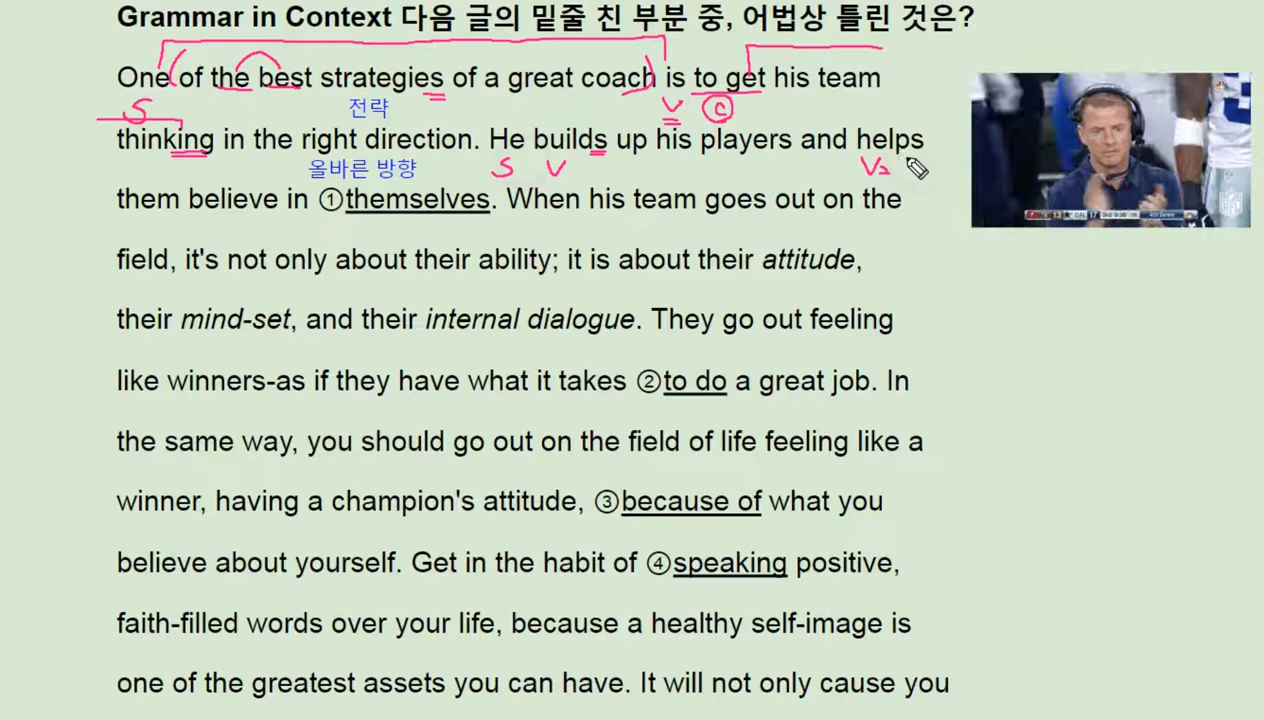 Grammar in Context 다음 글의 밑줄 친 부분 중, 어법상 틀린 것은?
One of the best strategies of a great coach is to get his team
S 전략 V C
thinking in the right direction. He builds up his players and helps
올바른 방향 S V V2
them believe in ①themselves. When his team goes out on the
field, it's not only about their ability; it is about their attitude,
their mind-set, and their internal dialogue. They go out feeling
like winners-as if they have what it takes ②to do a great job. In
the same way, you should go out on the field of life feeling like a
winner, having a champion's attitude, ③because of what you
believe about yourself. Get in the habit of ④speaking positive,
faith-filled words over your life, because a healthy self-image is
one of the greatest assets you can have. It will not only cause you